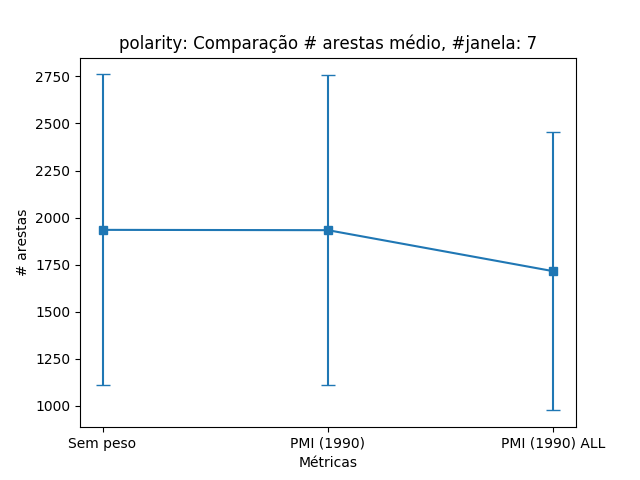 polarity: Comparação # arestas médio, #janela: 7
2750
2500
2250
2000
1750
1500
1250
1000
# arestas
Sem peso
PMI (1990)
PMI (1990) ALL
Métricas